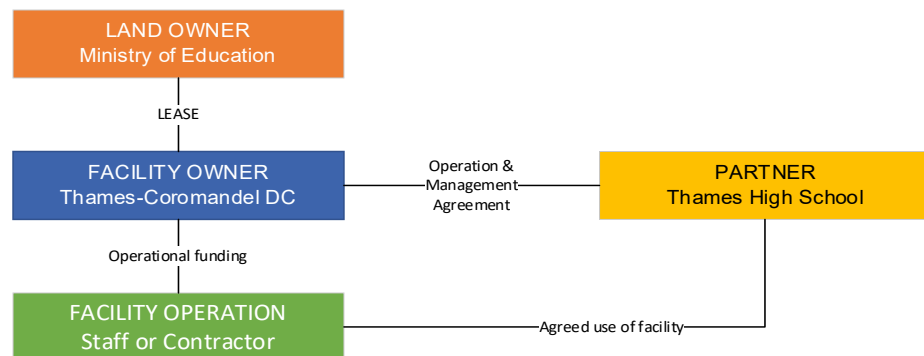 LAND OWNER
Ministry of Education
LEASE
FACILITY OWNER
Thames-Coromandel DC
Operation &
Management
Agreement
PARTNER
Thames High School
Operational funding
FACILITY OPERATION
Staff or Contractor
Agreed use of facility